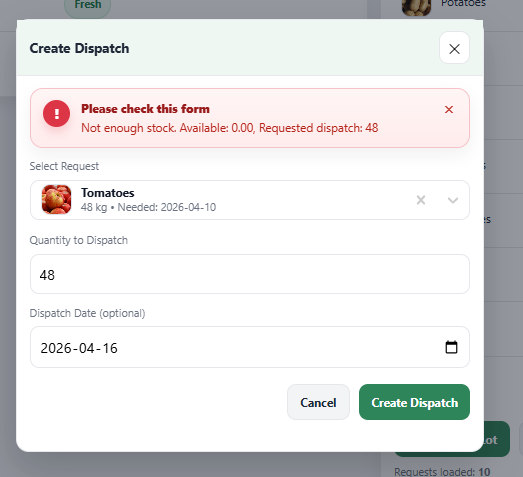 Fresh
Potatoes
Create Dispatch
Please check this form
Not enough stock. Available: 0.00, Requested dispatch: 48
Select Request
Tomatoes
48 kg • Needed: 2026-04-10
Quantity to Dispatch
48
Dispatch Date (optional)
2026-04-16
Cancel
Create Dispatch
Requests loaded: 10